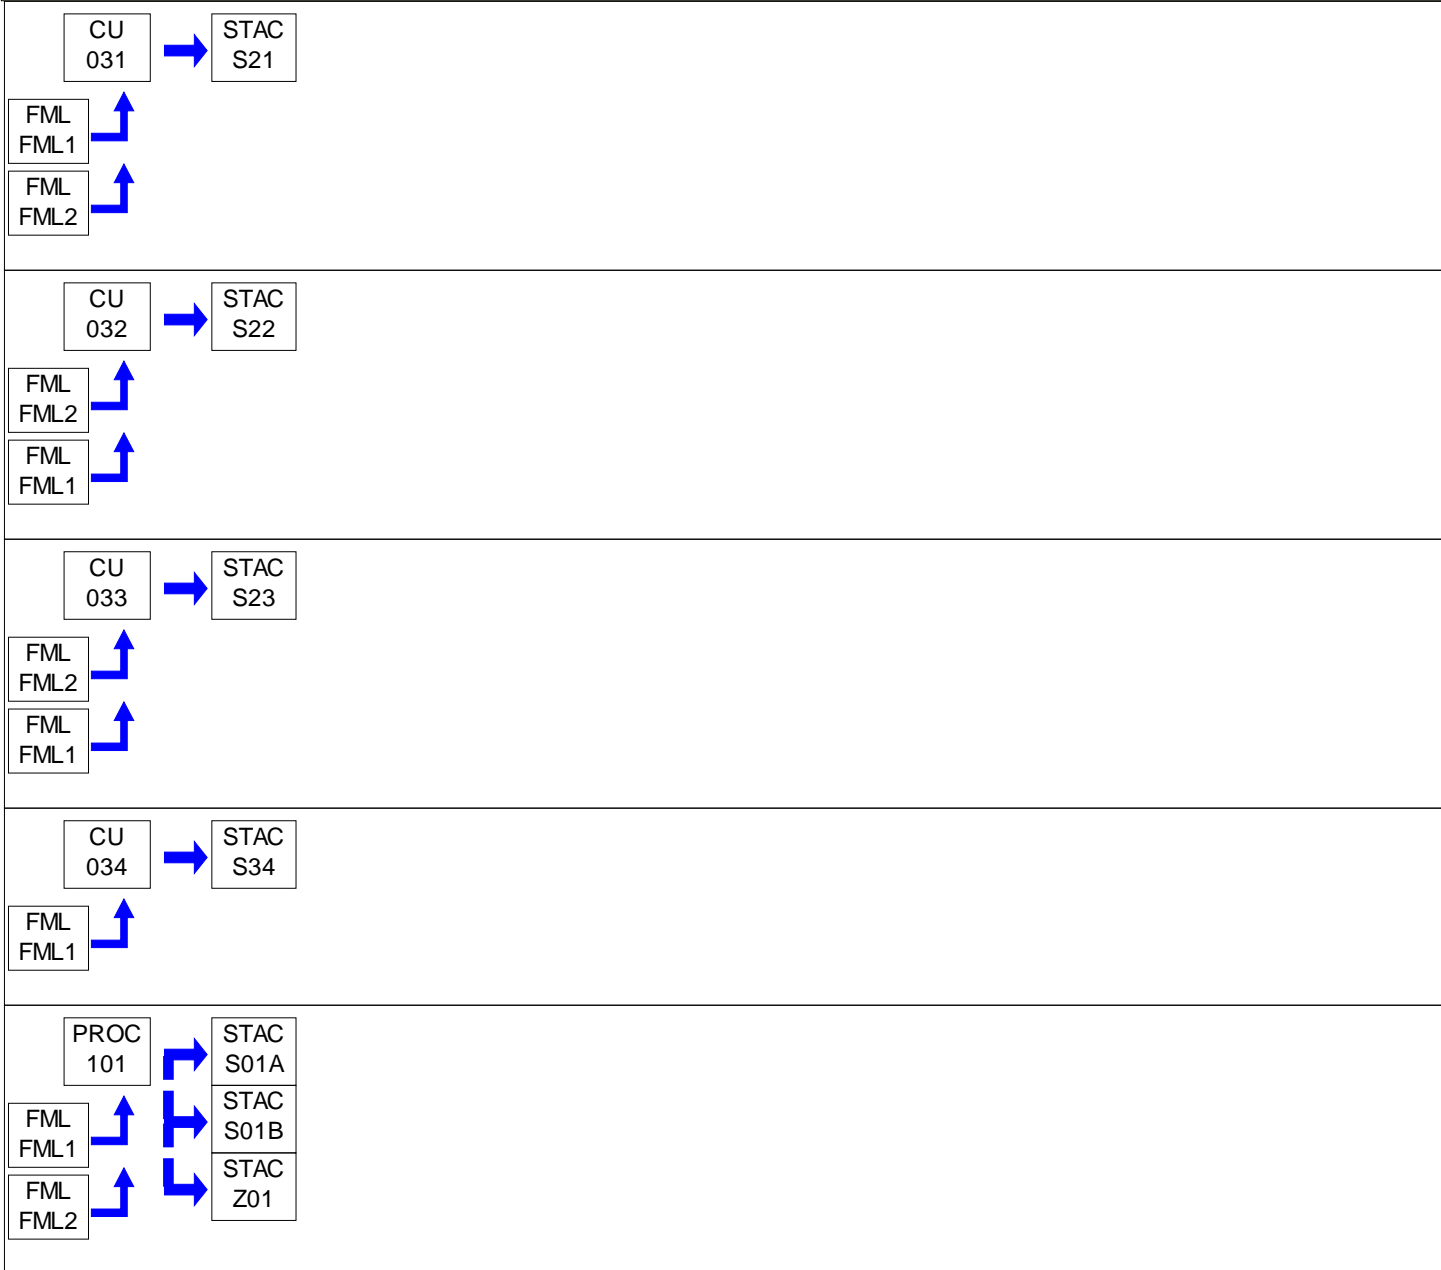 CU
031
STAC
S21
FML
FML1
FML
FML2
CU
032
STAC
S22
FML
FML2
FML
FML1
CU
033
STAC
S23
FML
FML2
FML
FML1
CU
034
STAC
S34
FML
FML1
PROC
101
STAC
S01A
STAC
S01B
STAC
Z01
FML
FML1
FML
FML2